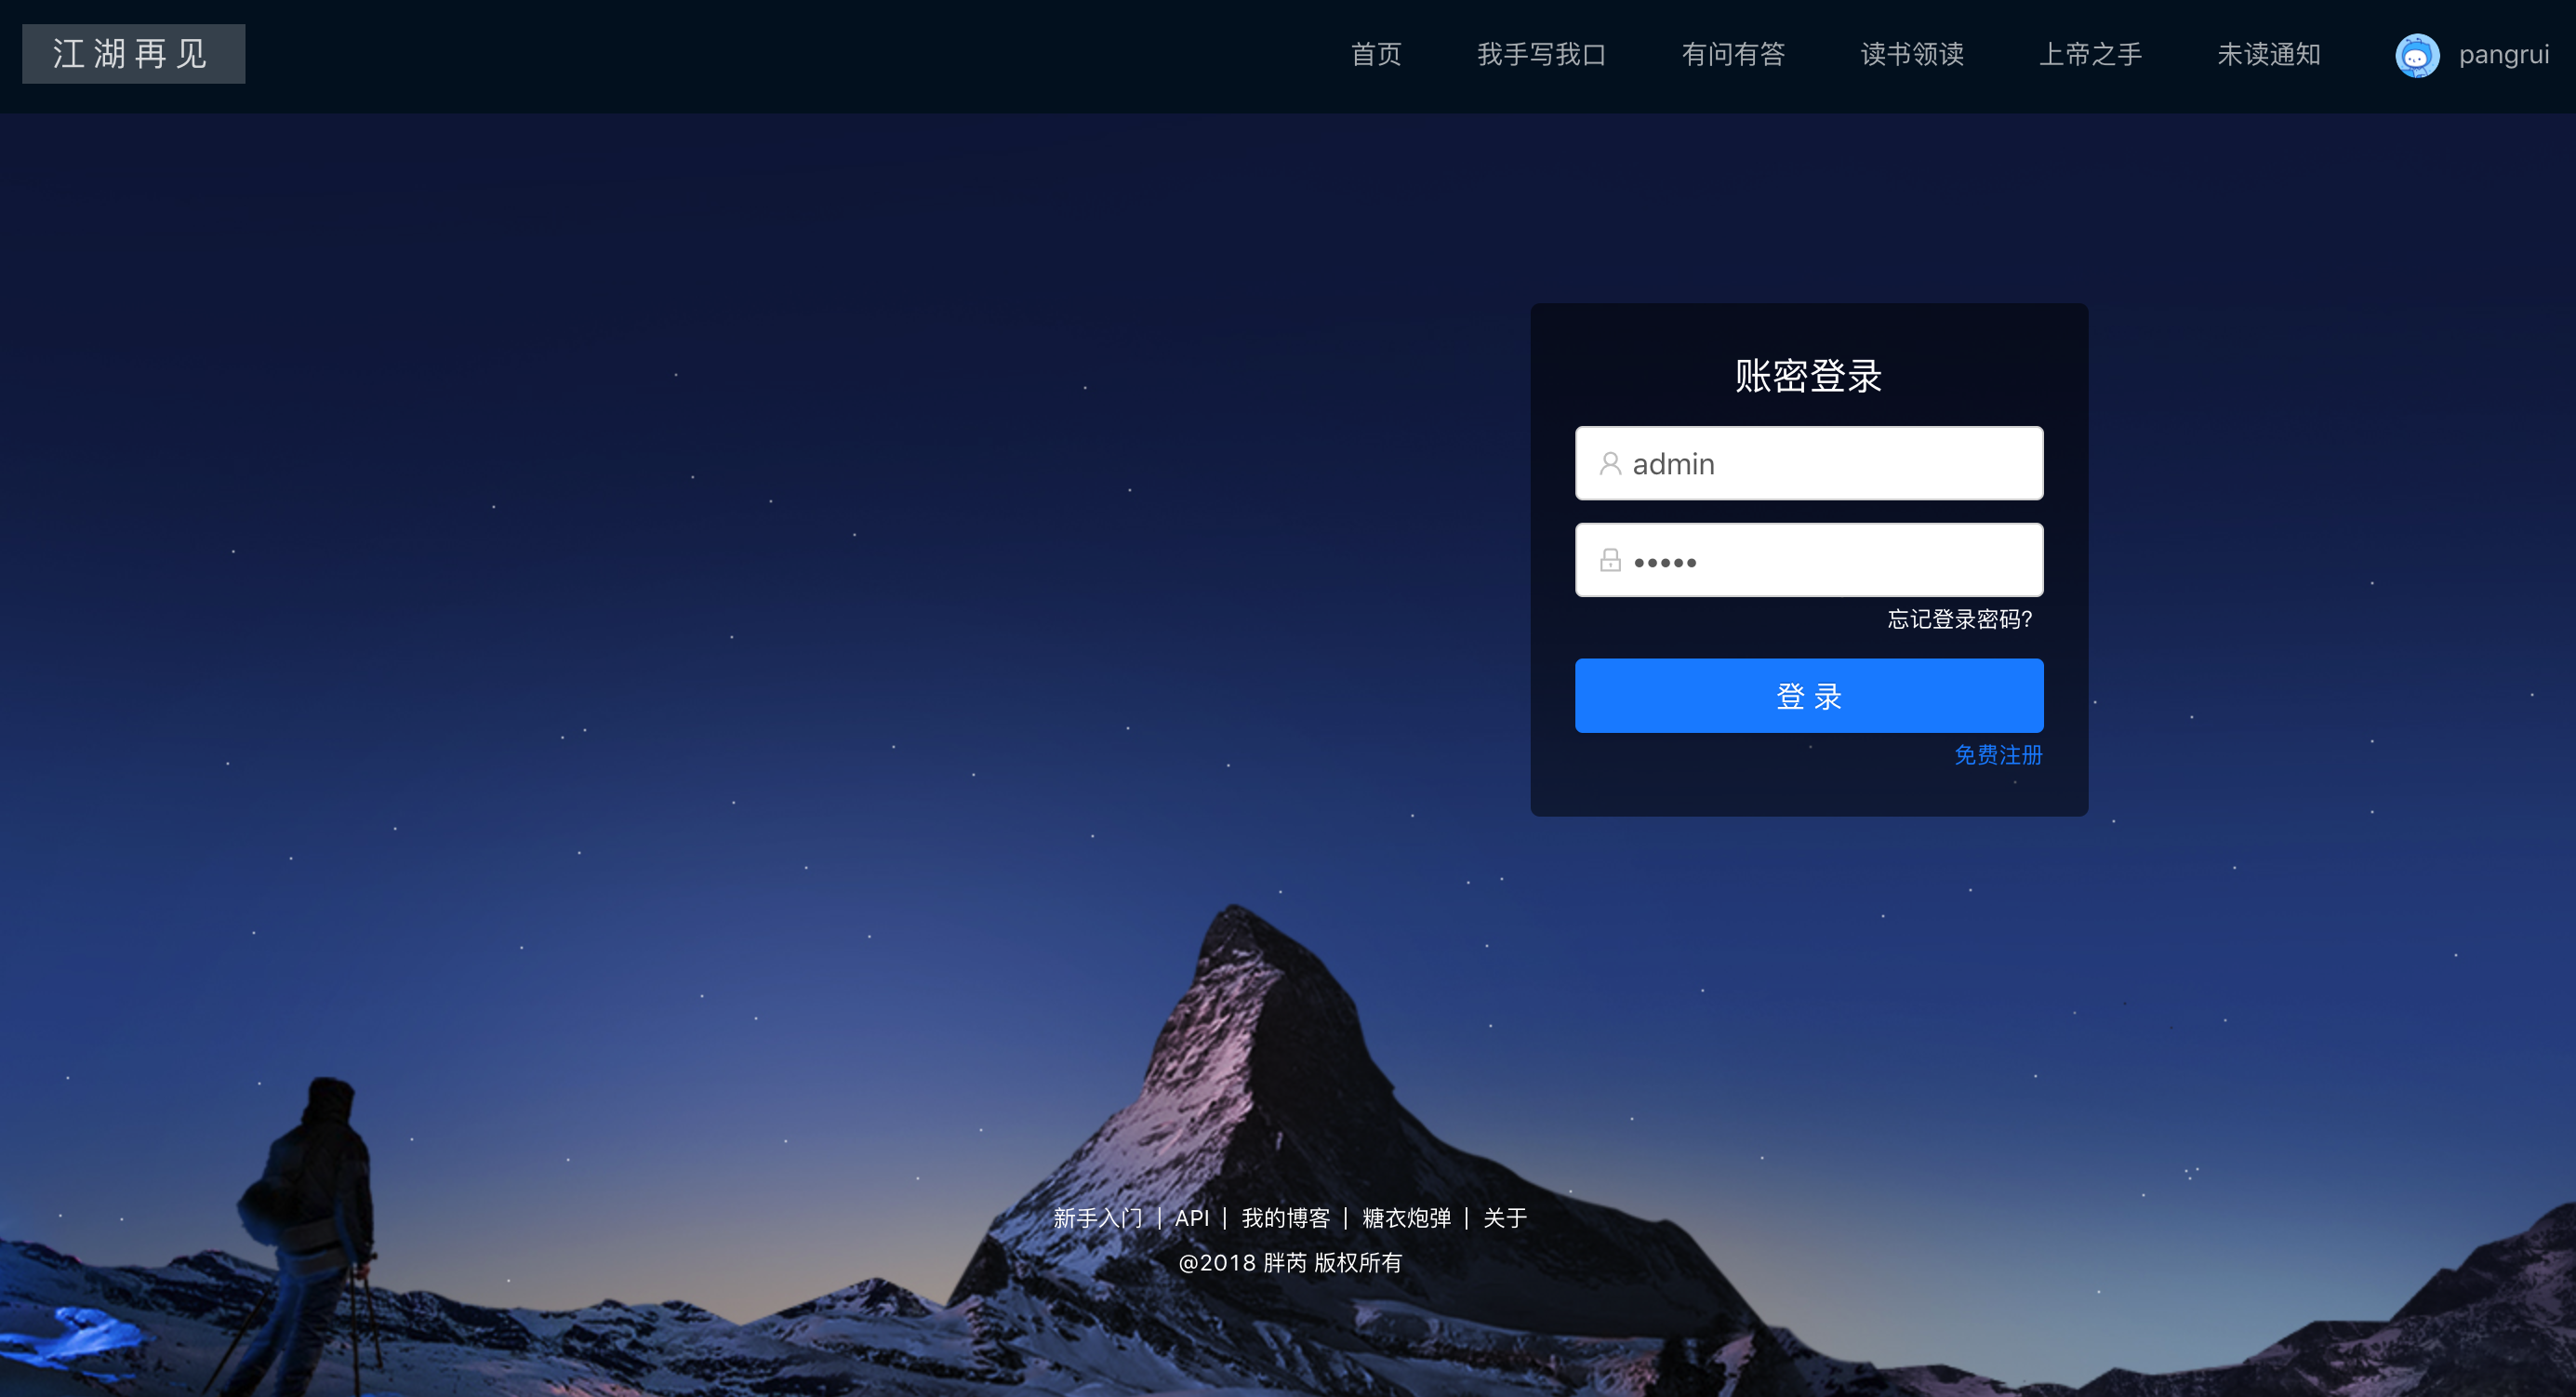 江湖再见
首页 我手写我口 有问有答 读书领读 上帝之手 未读通知 pangrui
账密登录
admin
忘记登录密码?
登 录
免费注册
新手入门 | API | 我的博客 | 糖衣炮弹 | 关于
@2018 胖芮 版权所有